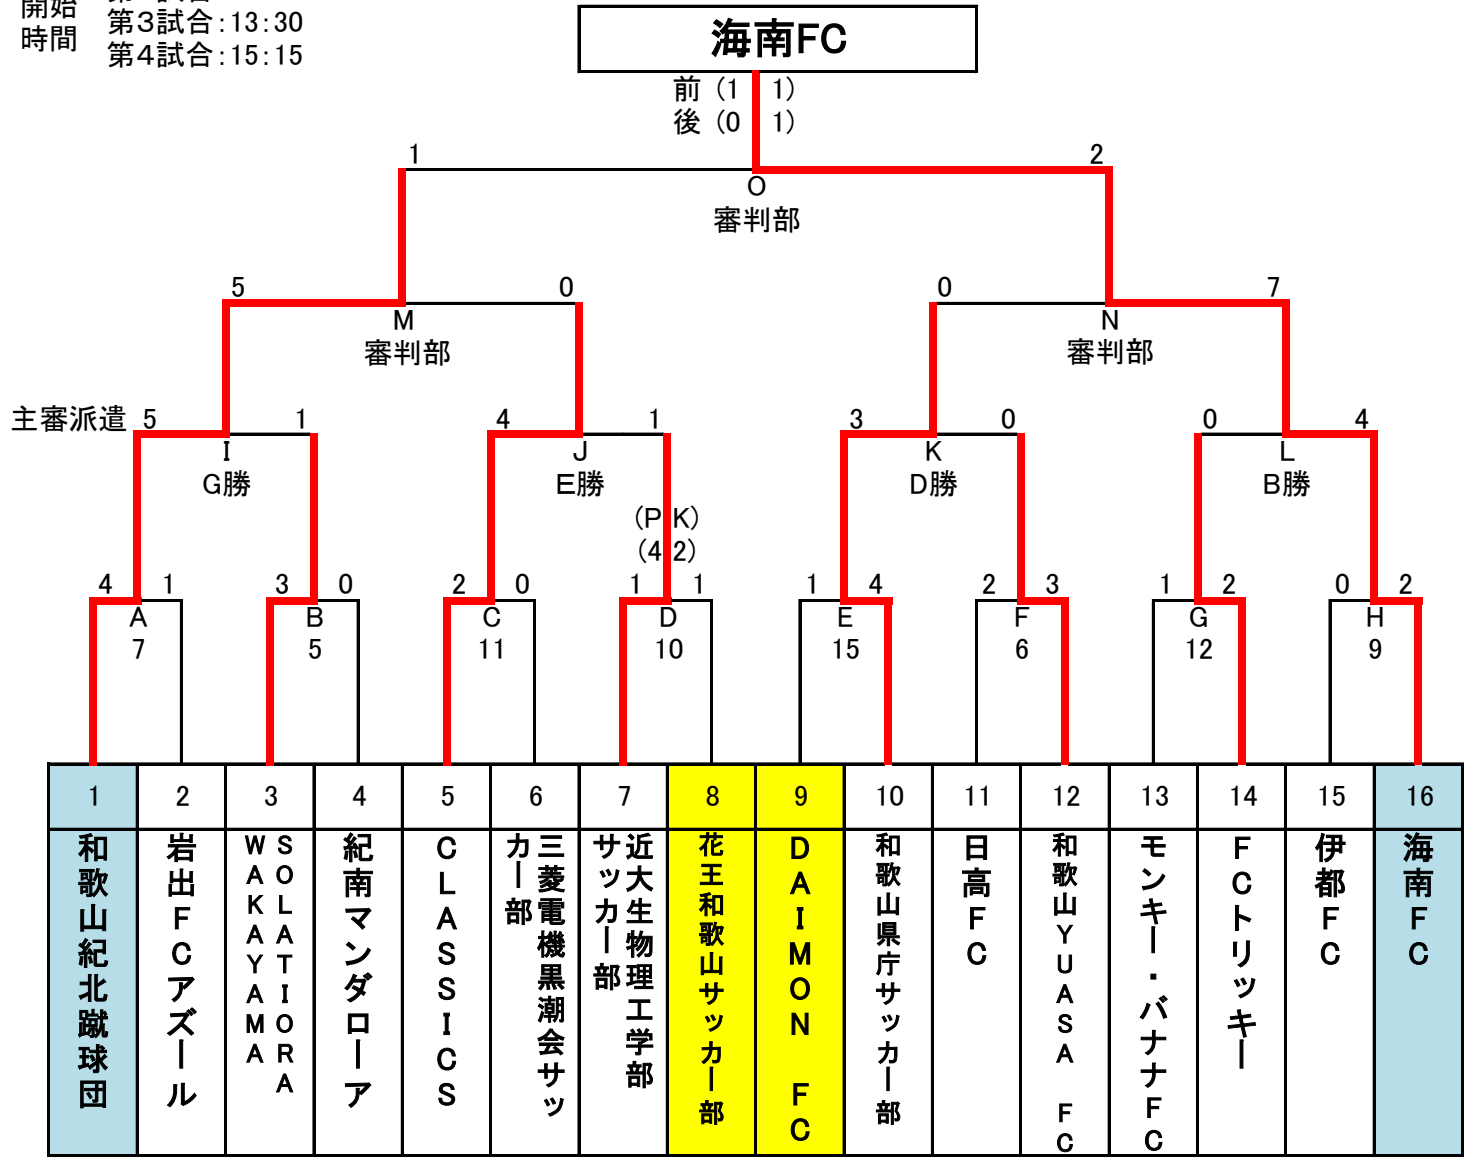 開始
時間
第3試合:13:30
第4試合:15:15
海南FC
前 (1 1)
後 (0 1)
1 2
O
審判部
5 0 0 7
M N
審判部 審判部
主審派遣 5 1 4 1 3 0 0 4
I J K L
G勝 E勝 D勝 B勝
(PK)
(4 2)
4 1 3 0 2 0 1 1 1 4 2 3 1 2 0 2
A B C D E F G H
7 5 11 10 15 6 12 9
1 2 3 4 5 6 7 8 9 10 11 12 13 14 15 16
和歌山紀北蹴球団
岩出FCアズール
SOLATIORA
WAKAYAMA
紀南マンダローア
CLASSICS
三菱電機黒潮会サッ
カー部
近大生物理工学部
サッカー部
花王和歌山サッカー部
DAIMON FC
和歌山県庁サッカー部
日高FC
和歌山YUASA FC
モンキー・バナナFC
FCトリッキー
伊都FC
海南FC